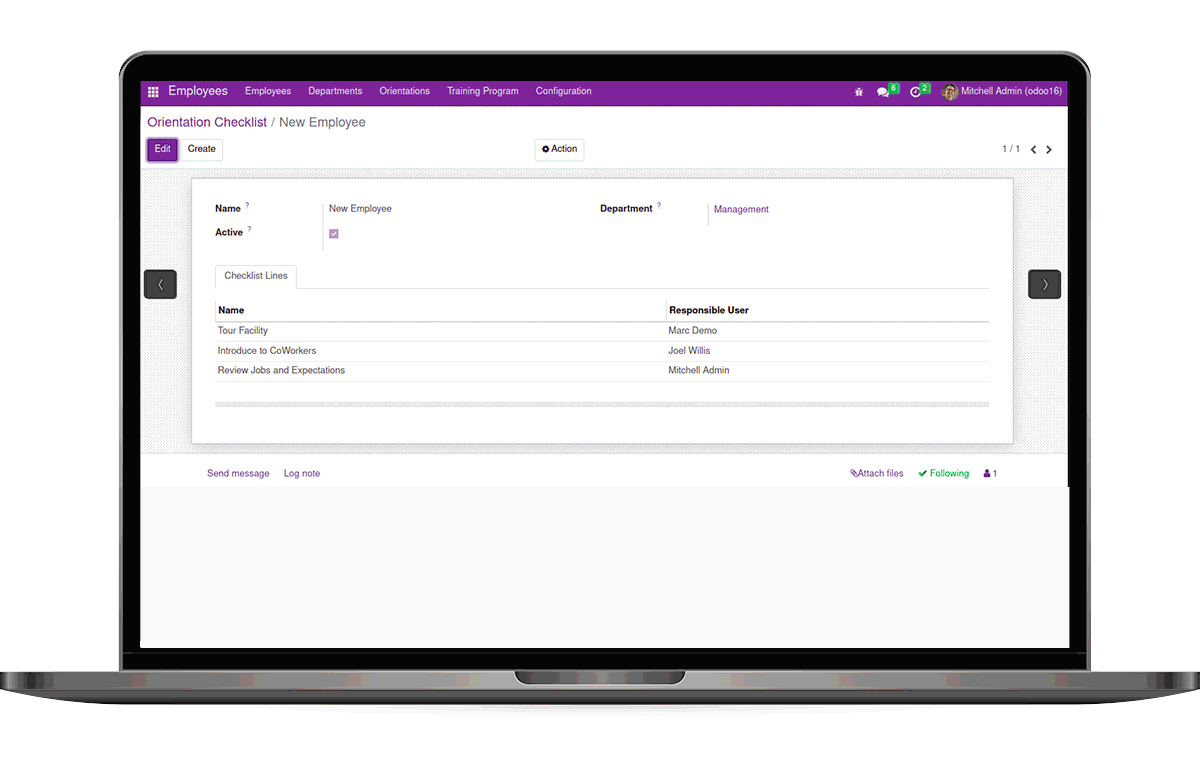 Employees Employees Departments Orientations Training Program Configuration 6 2 Mitchell Admin (odoo16)
Orientation Checklist / New Employee
Edit Create Action 1 / 1
Name ? New Employee Department ? Management
Active ?
Checklist Lines
Name Responsible User
Tour Facility Marc Demo
Introduce to CoWorkers Joel Willis
Review Jobs and Expectations Mitchell Admin
Send message Log note Attach files Following 1